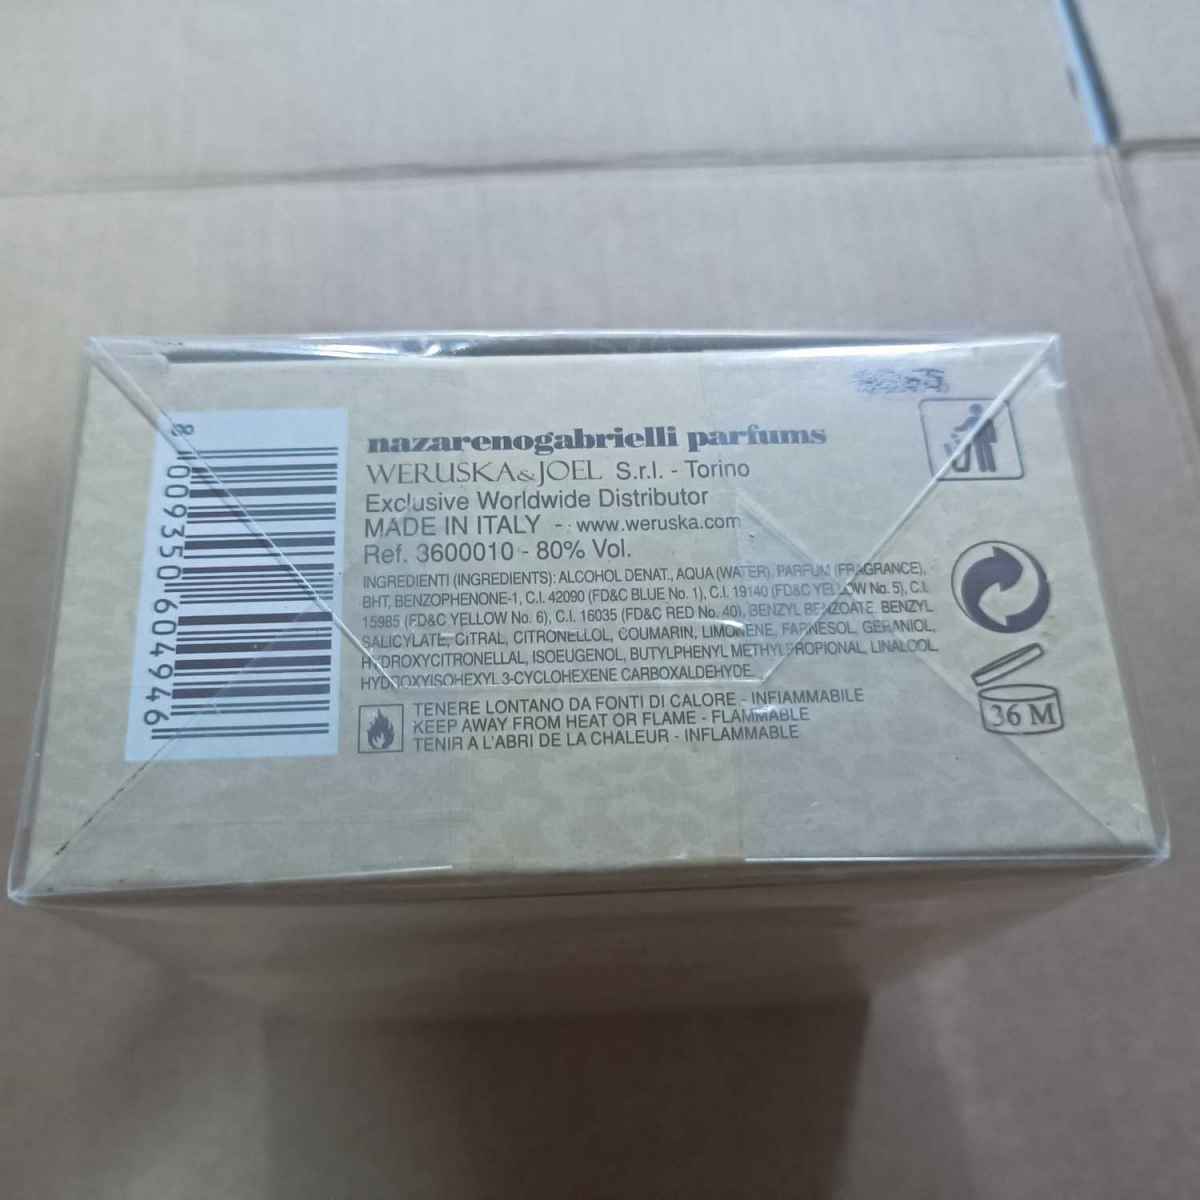 nazarenogabrielli parfums
WERUSKA&JOEL S.r.l. - Torino
Exclusive Worldwide Distributor
MADE IN ITALY - www.weruska.com
Ref. 3600010 - 80% Vol.
INGREDIENTI (INGREDIENTS): ALCOHOL DENAT., AQUA (WATER), PARFUM (FRAGRANCE),
BHT, BENZOPHENONE-1, C.I. 42090 (FD&C BLUE No. 1), C.I. 19140 (FD&C YELLOW No. 5), C.I.
15985 (FD&C YELLOW No. 6), C.I. 16035 (FD&C RED No. 40), BENZYL BENZOATE, BENZYL
SALICYLATE, CITRAL, CITRONELLOL, COUMARIN, LIMONENE, FARNESOL, GERANIOL,
HYDROXYCITRONELLAL, ISOEUGENOL, BUTYLPHENYL METHYLPROPIONAL, LINALOOL,
HYDROXYISOHEXYL 3-CYCLOHEXENE CARBOXALDEHYDE.
TENERE LONTANO DA FONTI DI CALORE - INFIAMMABILE
KEEP AWAY FROM HEAT OR FLAME - FLAMMABLE
TENIR A L'ABRI DE LA CHALEUR - INFLAMMABLE
36 M
8 009350 604946